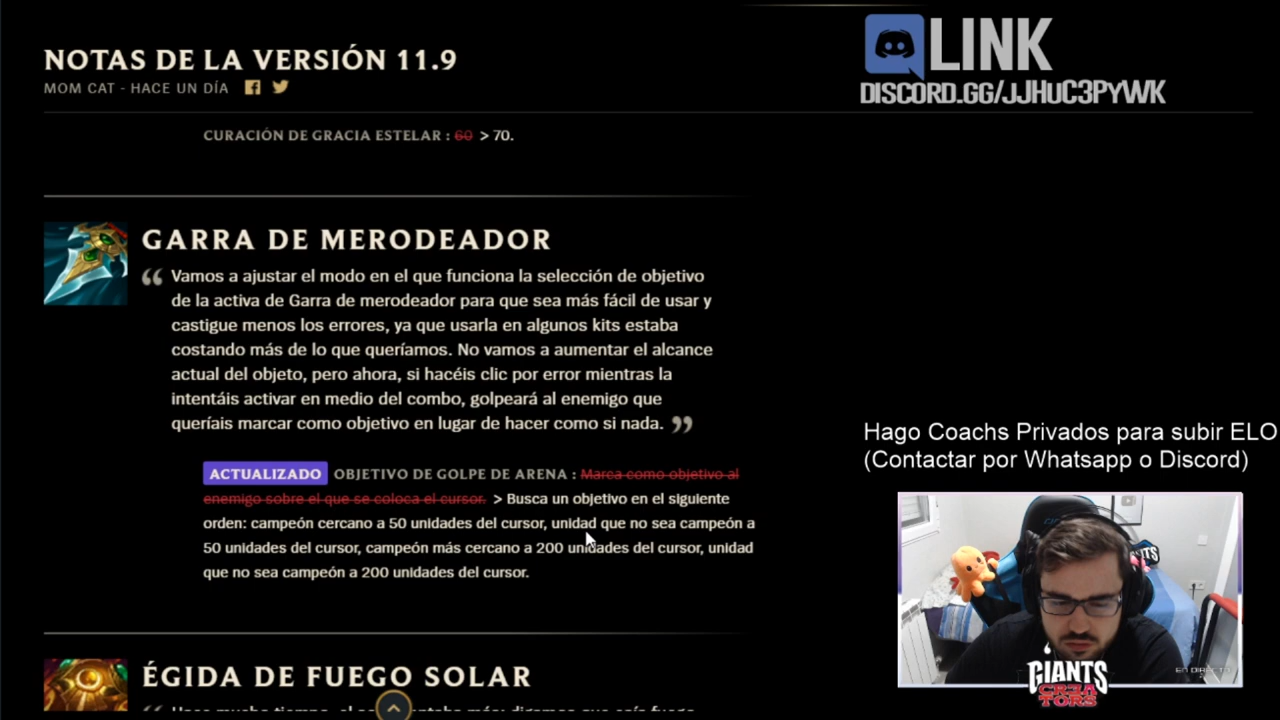 NOTAS DE LA VERSIÓN 11.9
MOM CAT - HACE UN DÍA
LINK
DISCORD.GG/JJHUC3PYWK
CURACIÓN DE GRACIA ESTELAR : 60 > 70.
GARRA DE MERODEADOR
“ Vamos a ajustar el modo en el que funciona la selección de objetivo
de la activa de Garra de merodeador para que sea más fácil de usar y
castigue menos los errores, ya que usarla en algunos kits estaba
costando más de lo que queríamos. No vamos a aumentar el alcance
actual del objeto, pero ahora, si hacéis clic por error mientras la
intentáis activar en medio del combo, golpeará al enemigo que
queríais marcar como objetivo en lugar de hacer como si nada. ”
ACTUALIZADO OBJETIVO DE GOLPE DE ARENA : Marca como objetivo al
enemigo sobre el que se coloca el cursor. > Busca un objetivo en el siguiente
orden: campeón cercano a 50 unidades del cursor, unidad que no sea campeón a
50 unidades del cursor, campeón más cercano a 200 unidades del cursor, unidad
que no sea campeón a 200 unidades del cursor.
Hago Coachs Privados para subir ELO
(Contactar por Whatsapp o Discord)
EN DIRECTO
GIANTS
CR3A
TORS
ÉGIDA DE FUEGO SOLAR